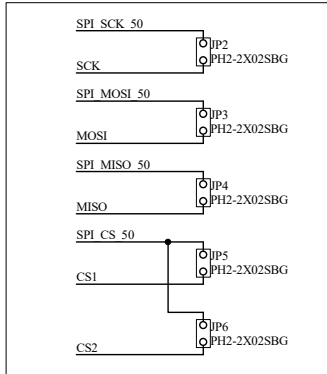 SPI_SCK_50
JP2
PH2-2X02SBG
SCK
SPI_MOSI_50
JP3
PH2-2X02SBG
MOSI
SPI_MISO_50
JP4
PH2-2X02SBG
MISO
SPI_CS_50
JP5
PH2-2X02SBG
CS1
JP6
PH2-2X02SBG
CS2